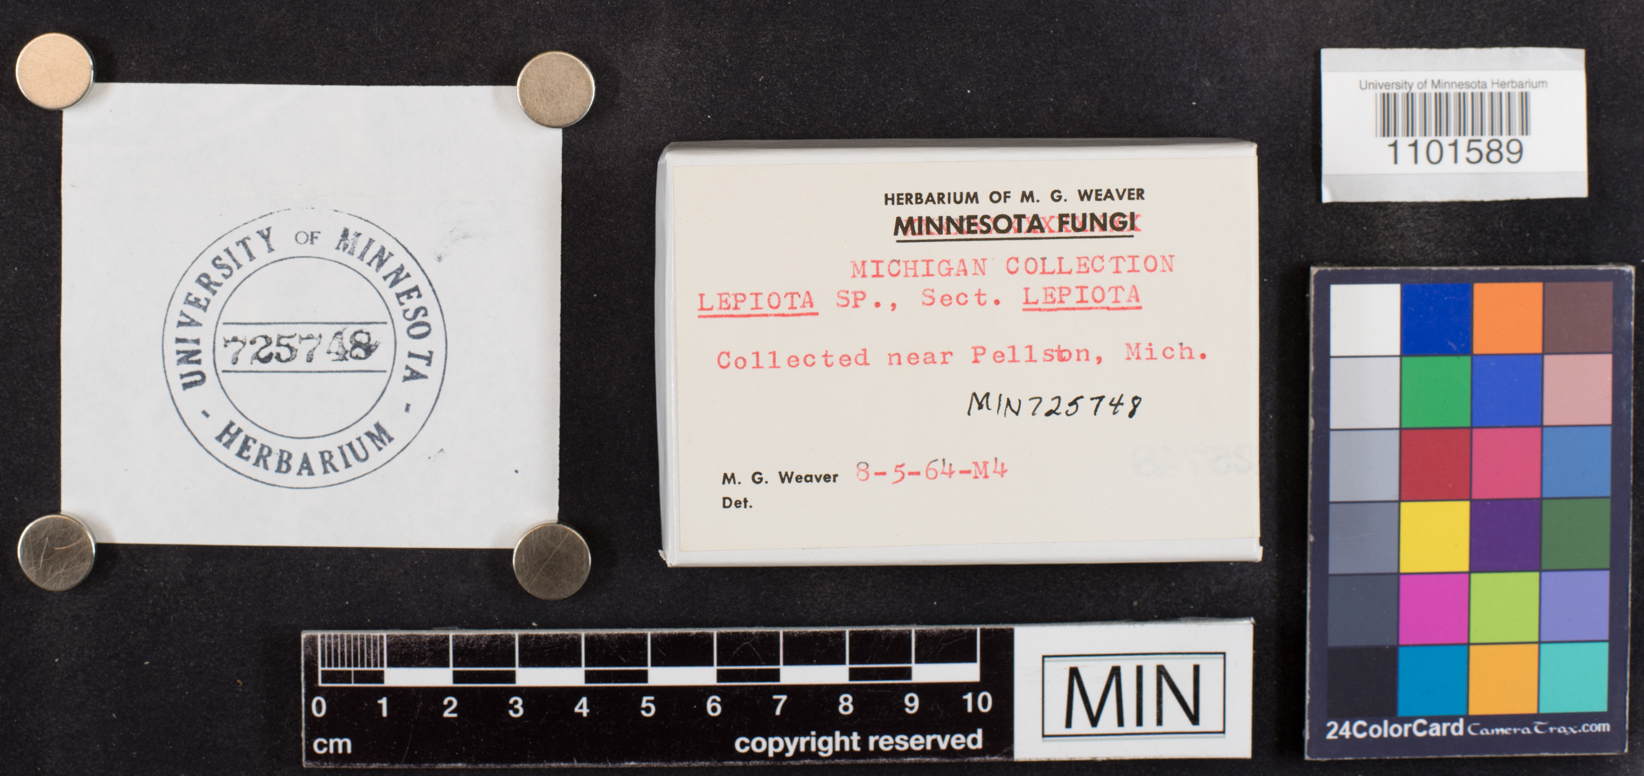 UNIVERSITY OF MINNESOTA
725748
- HERBARIUM -
HERBARIUM OF M. G. WEAVER
MINNESOTA FUNGI
MICHIGAN COLLECTION
LEPIOTA SP., Sect. LEPIOTA
Collected near Pellston, Mich.
MIN725748
M. G. Weaver 8-5-64-M4
Det.
University of Minnesota Herbarium
1101589
0 1 2 3 4 5 6 7 8 9 10
cm
copyright reserved
MIN
24ColorCard CameraTrax.com